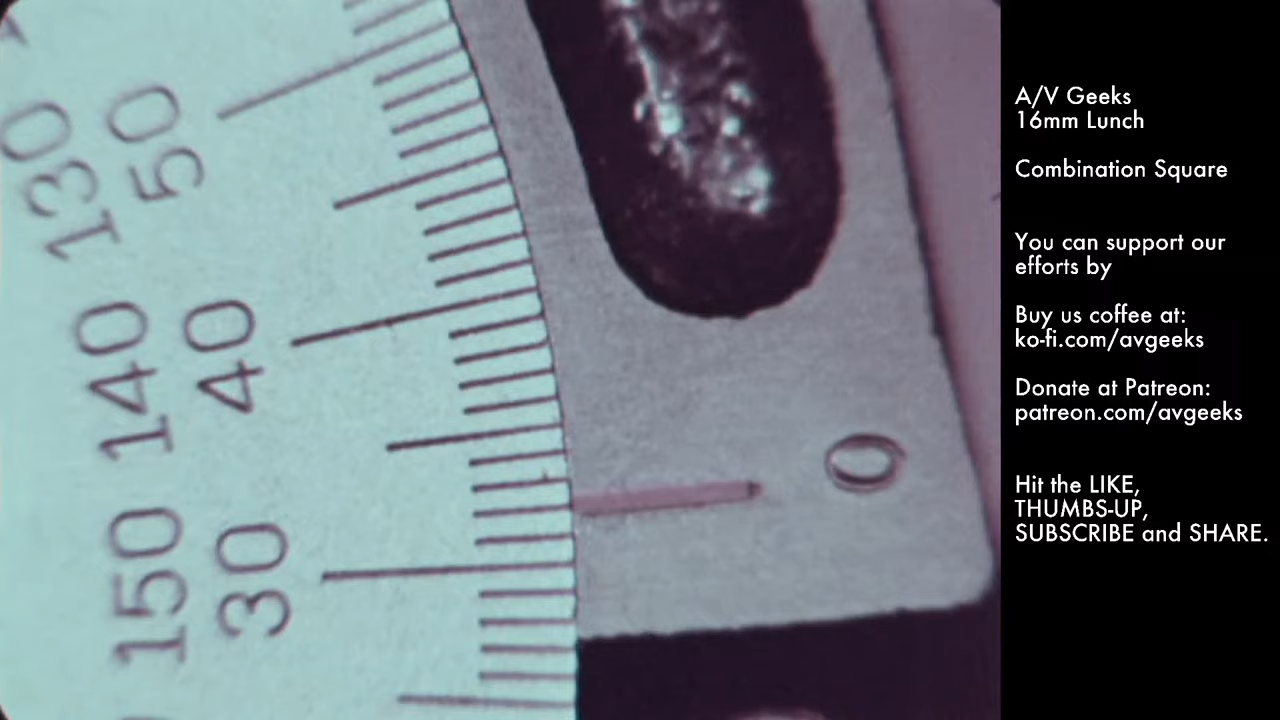 130 50
140 40
150 30
0
A/V Geeks
16mm Lunch
Combination Square
You can support our
efforts by
Buy us coffee at:
ko-fi.com/avgeeks
Donate at Patreon:
patreon.com/avgeeks
Hit the LIKE,
THUMBS-UP,
SUBSCRIBE and SHARE.